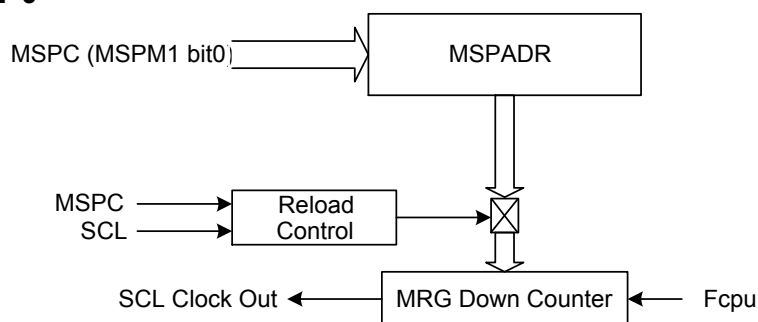 MSPC (MSPM1 bit0)
MSPADR
MSPC
SCL
Reload
Control
SCL Clock Out
MRG Down Counter
Fcpu